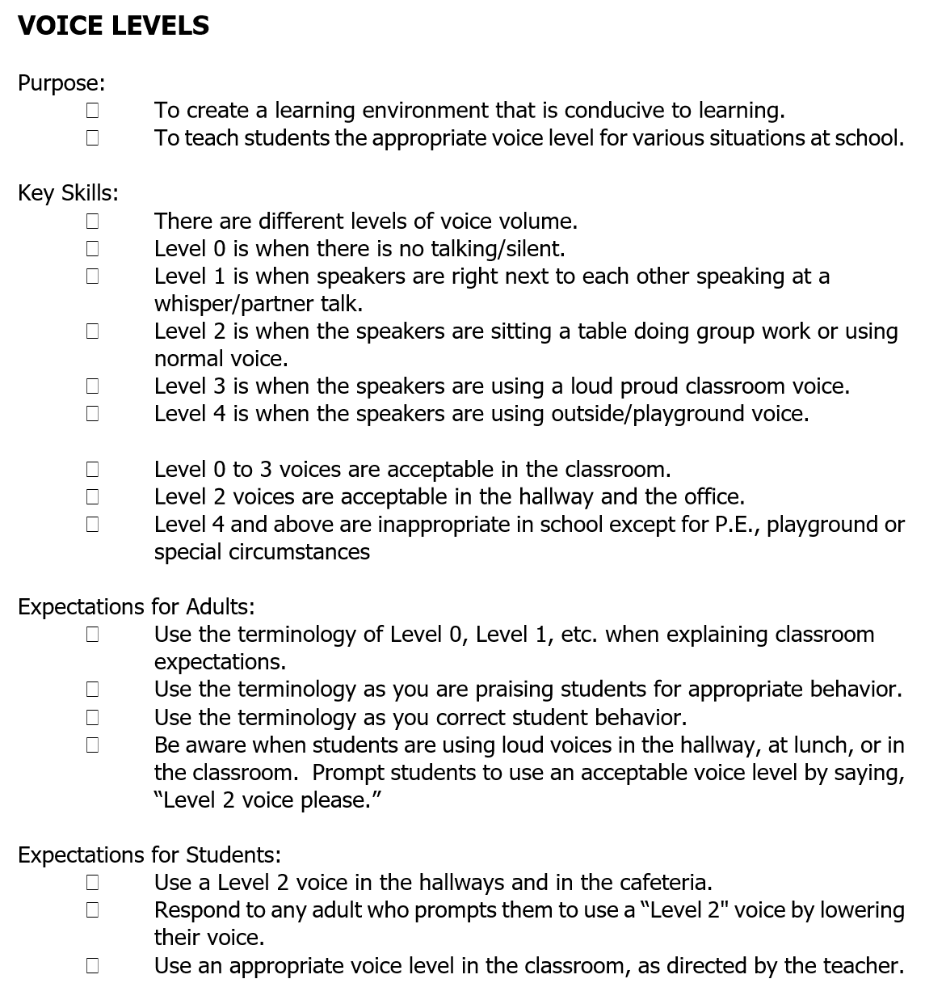 VOICE LEVELS
Purpose:
□ To create a learning environment that is conducive to learning.
□ To teach students the appropriate voice level for various situations at school.
Key Skills:
□ There are different levels of voice volume.
□ Level 0 is when there is no talking/silent.
□ Level 1 is when speakers are right next to each other speaking at a
whisper/partner talk.
□ Level 2 is when the speakers are sitting a table doing group work or using
normal voice.
□ Level 3 is when the speakers are using a loud proud classroom voice.
□ Level 4 is when the speakers are using outside/playground voice.
□ Level 0 to 3 voices are acceptable in the classroom.
□ Level 2 voices are acceptable in the hallway and the office.
□ Level 4 and above are inappropriate in school except for P.E., playground or
special circumstances
Expectations for Adults:
□ Use the terminology of Level 0, Level 1, etc. when explaining classroom
expectations.
□ Use the terminology as you are praising students for appropriate behavior.
□ Use the terminology as you correct student behavior.
□ Be aware when students are using loud voices in the hallway, at lunch, or in
the classroom.  Prompt students to use an acceptable voice level by saying,
“Level 2 voice please.”
Expectations for Students:
□ Use a Level 2 voice in the hallways and in the cafeteria.
□ Respond to any adult who prompts them to use a “Level 2" voice by lowering
their voice.
□ Use an appropriate voice level in the classroom, as directed by the teacher.